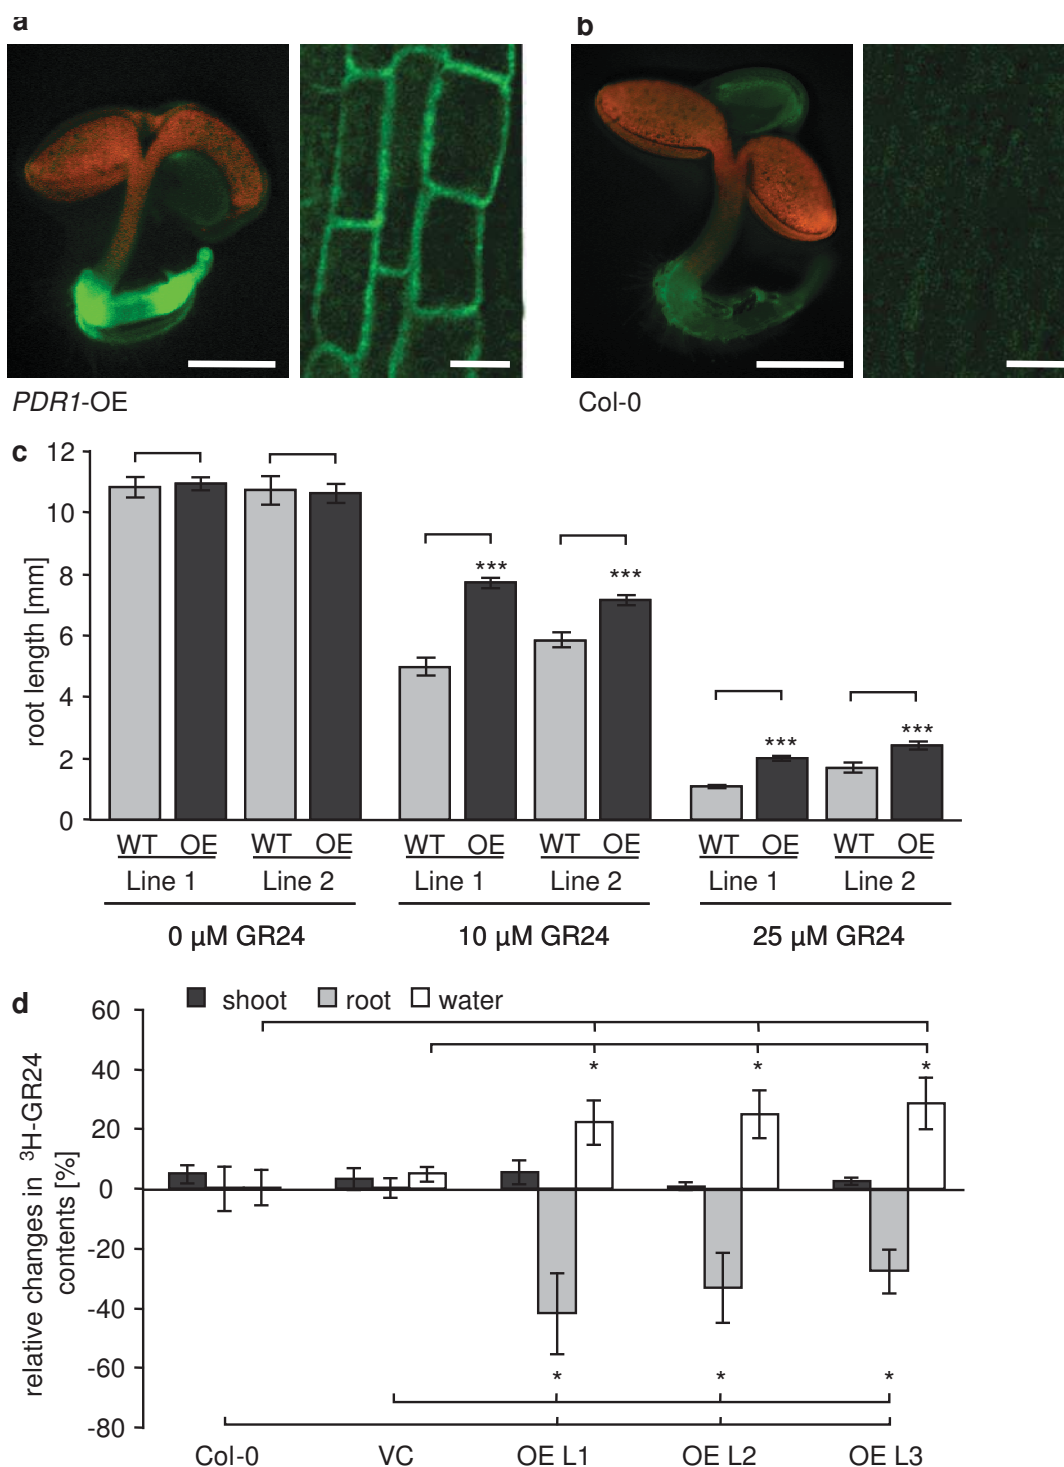 a
b
PDR1-OE
Col-0
c
root length [mm]
12
10
8
6
4
2
0
***
***
***
***
WT OE WT OE WT OE WT OE WT OE WT OE
Line 1 Line 2 Line 1 Line 2 Line 1 Line 2
0 µM GR24 10 µM GR24 25 µM GR24
d
shoot root water
relative changes in ³H-GR24
contents [%]
60
40
20
0
-20
-40
-60
-80
* * *
* * *
Col-0 VC OE L1 OE L2 OE L3